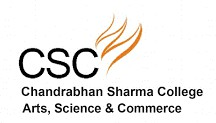 CSC
Chandrabhan Sharma College
Arts, Science & Commerce